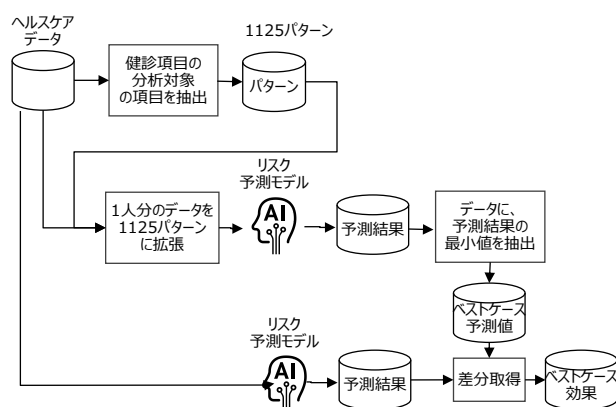 ヘルスケア
データ
健診項目の
分析対象
の項目を抽出
1125パターン
パターン
1人分のデータを
1125パターン
に拡張
リスク
予測モデル
AI
予測結果
データに、
予測結果の
最小値を抽出
ベストケース
予測値
リスク
予測モデル
AI
予測結果
差分取得
ベストケース
効果